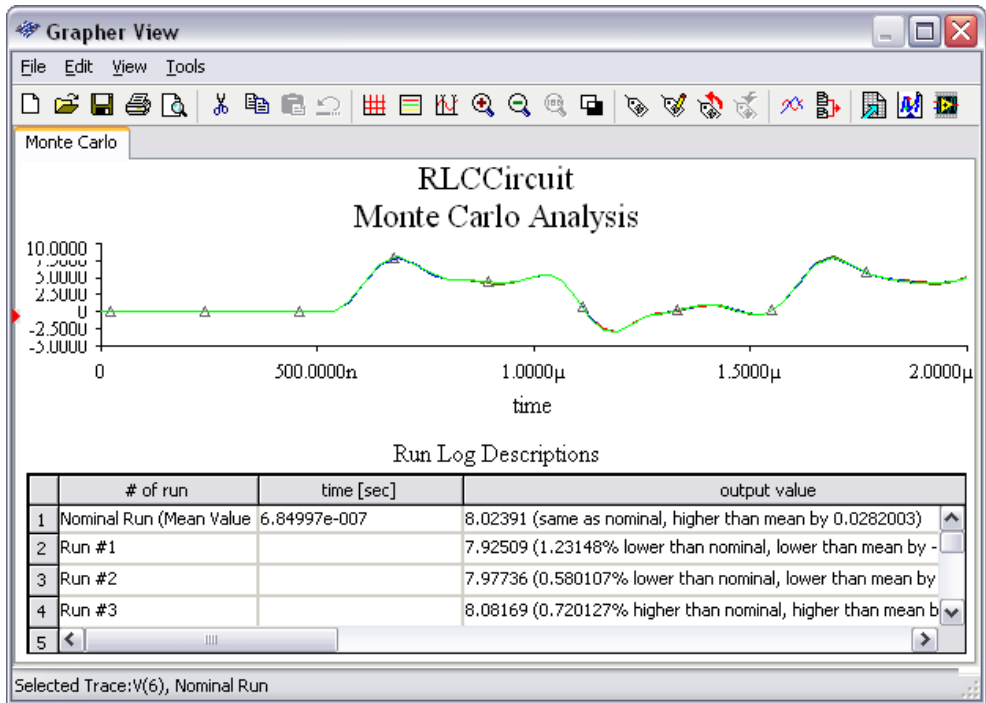 Grapher View
File Edit View Tools
Monte Carlo
RLCCircuit
Monte Carlo Analysis
10.0000
7.5000
5.0000
2.5000
0
-2.5000
-5.0000
0 500.0000n 1.0000µ 1.5000µ 2.0000µ
time
Run Log Descriptions
# of run time [sec] output value
1 Nominal Run (Mean Value 6.84997e-007 8.02391 (same as nominal, higher than mean by 0.0282003)
2 Run #1 7.92509 (1.23148% lower than nominal, lower than mean by -
3 Run #2 7.97736 (0.580107% lower than nominal, lower than mean by
4 Run #3 8.08169 (0.720127% higher than nominal, higher than mean b
5
Selected Trace:V(6), Nominal Run